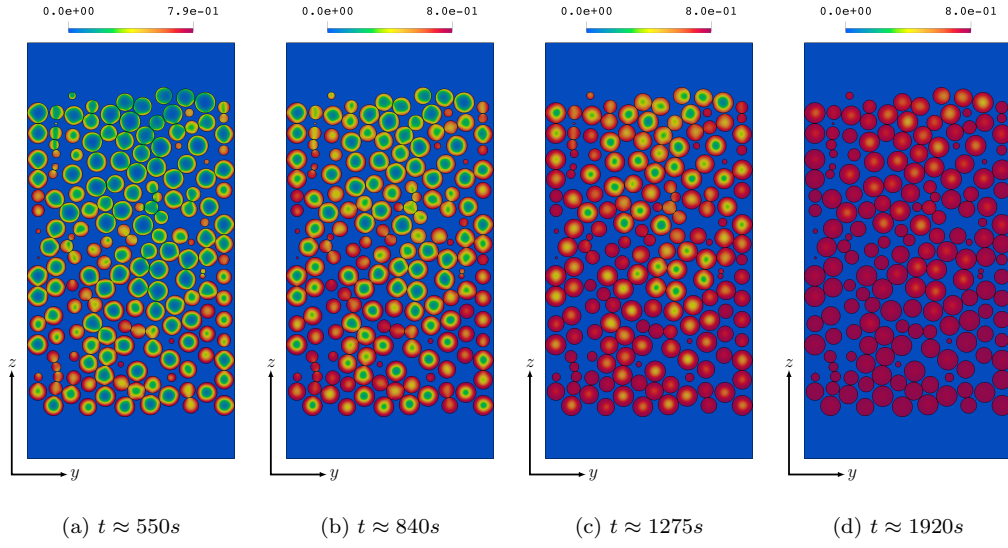 0.0e+00 7.9e-01 0.0e+00 8.0e-01 0.0e+00 8.0e-01 0.0e+00 8.0e-01
z z z z
y y y y
(a) t ≈ 550s (b) t ≈ 840s (c) t ≈ 1275s (d) t ≈ 1920s